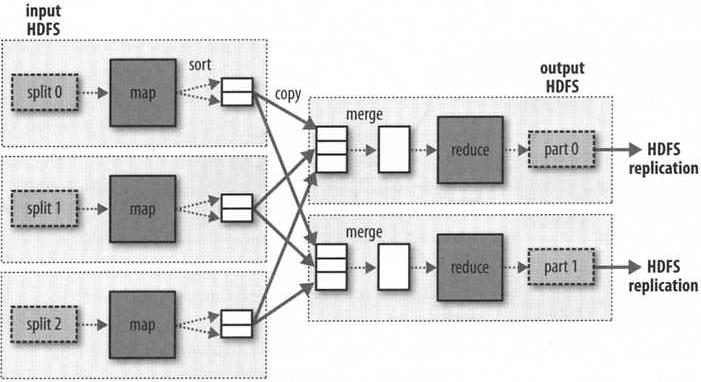 input
HDFS
split 0
map
sort
copy
split 1
map
split 2
map
output
HDFS
merge
reduce
part 0
HDFS
replication
merge
reduce
part 1
HDFS
replication